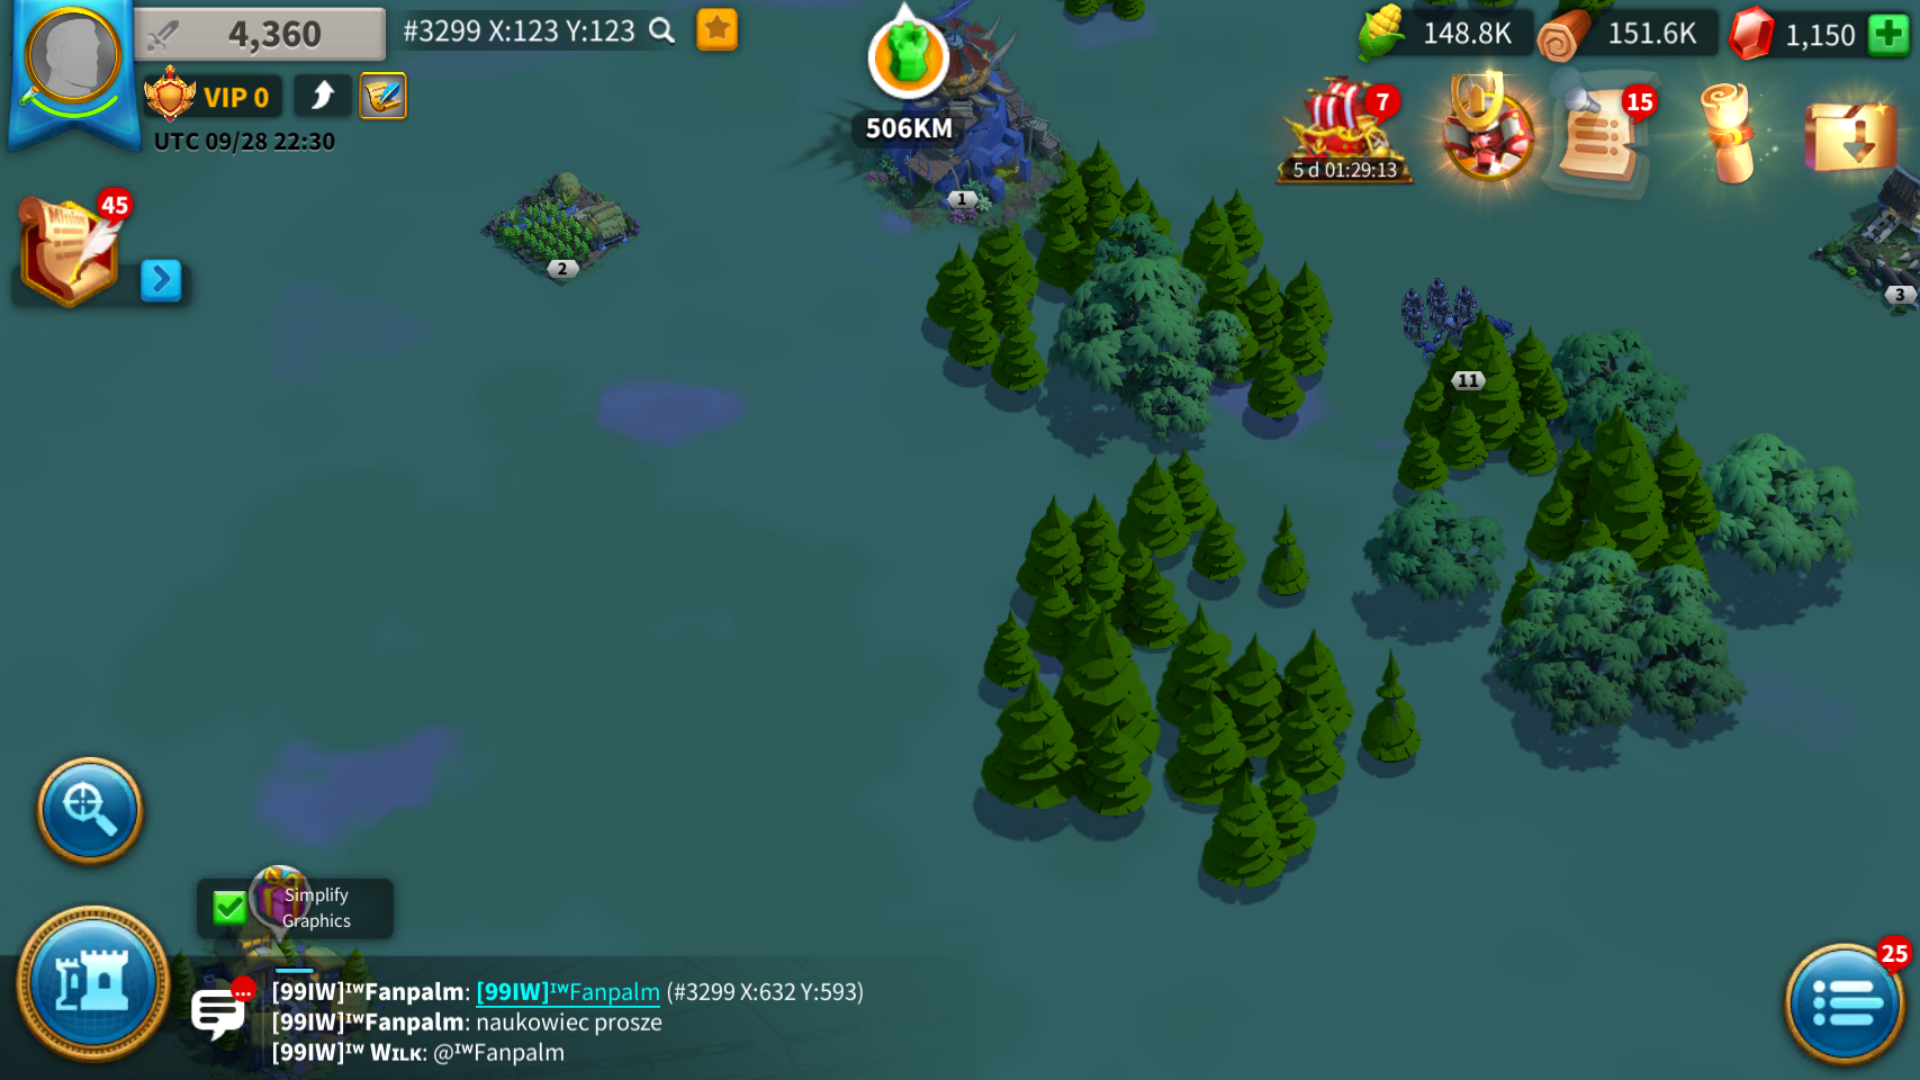 4,360
#3299 X:123 Y:123
148.8K
151.6K
1,150
VIP 0
UTC 09/28 22:30
506KM
7
5 d 01:29:13
15
Mission
45
1
2
3
11
Simplify
Graphics
25
[99IW]ᴵᵂFanpalm: [99IW]ᴵᵂFanpalm (#3299 X:632 Y:593)
[99IW]ᴵᵂFanpalm: naukowiec prosze
[99IW]ᴵᵂ Wɪʟᴋ: @ᴵᵂFanpalm